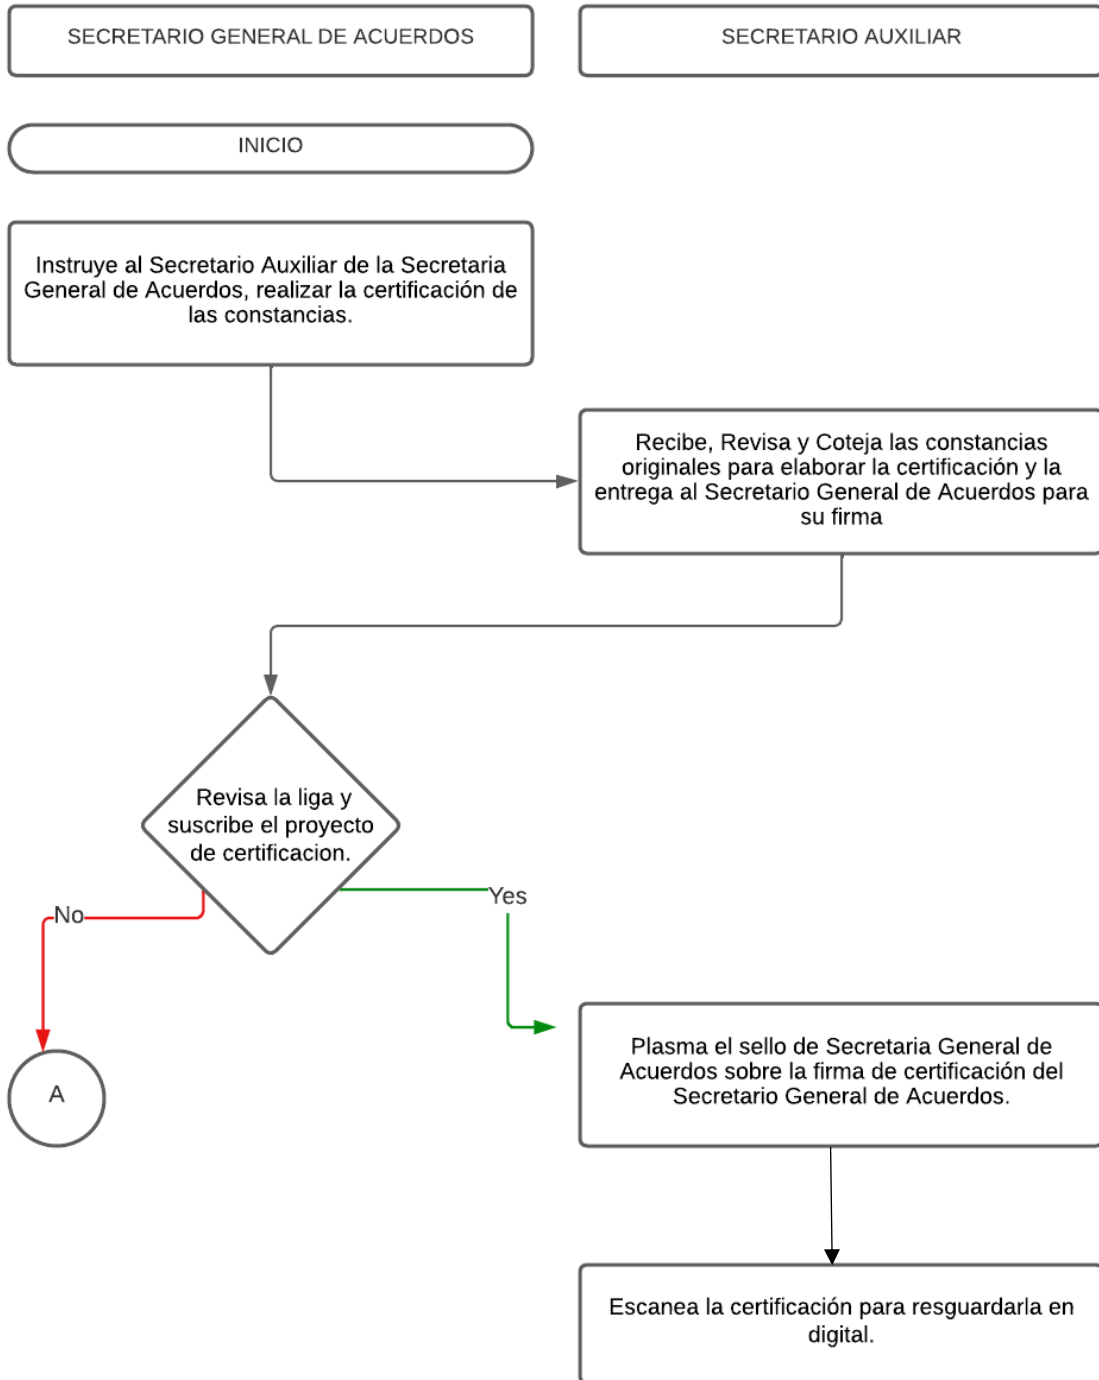 SECRETARIO GENERAL DE ACUERDOS
SECRETARIO AUXILIAR
INICIO
Instruye al Secretario Auxiliar de la Secretaria
General de Acuerdos, realizar la certificación de
las constancias.
Recibe, Revisa y Coteja las constancias
originales para elaborar la certificación y la
entrega al Secretario General de Acuerdos para
su firma
Revisa la liga y
suscribe el proyecto
de certificacion.
No
Yes
A
Plasma el sello de Secretaria General de
Acuerdos sobre la firma de certificación del
Secretario General de Acuerdos.
Escanea la certificación para resguardarla en
digital.